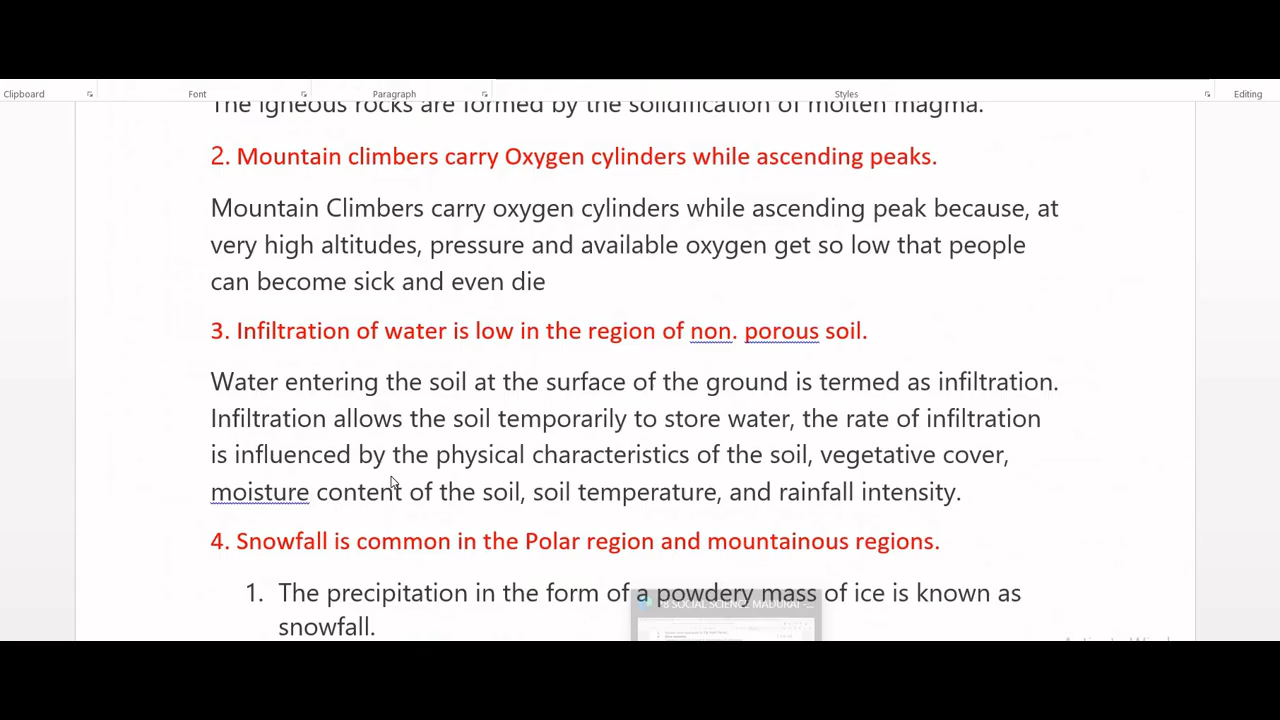 Clipboard Font Paragraph Styles Editing
The igneous rocks are formed by the solidification of molten magma.
2. Mountain climbers carry Oxygen cylinders while ascending peaks.
Mountain Climbers carry oxygen cylinders while ascending peak because, at
very high altitudes, pressure and available oxygen get so low that people
can become sick and even die
3. Infiltration of water is low in the region of non. porous soil.
Water entering the soil at the surface of the ground is termed as infiltration.
Infiltration allows the soil temporarily to store water, the rate of infiltration
is influenced by the physical characteristics of the soil, vegetative cover,
moisture content of the soil, soil temperature, and rainfall intensity.
4. Snowfall is common in the Polar region and mountainous regions.
1. The precipitation in the form of a powdery mass of ice is known as
SOCIAL SCIENCE MADURAI -...
snowfall.